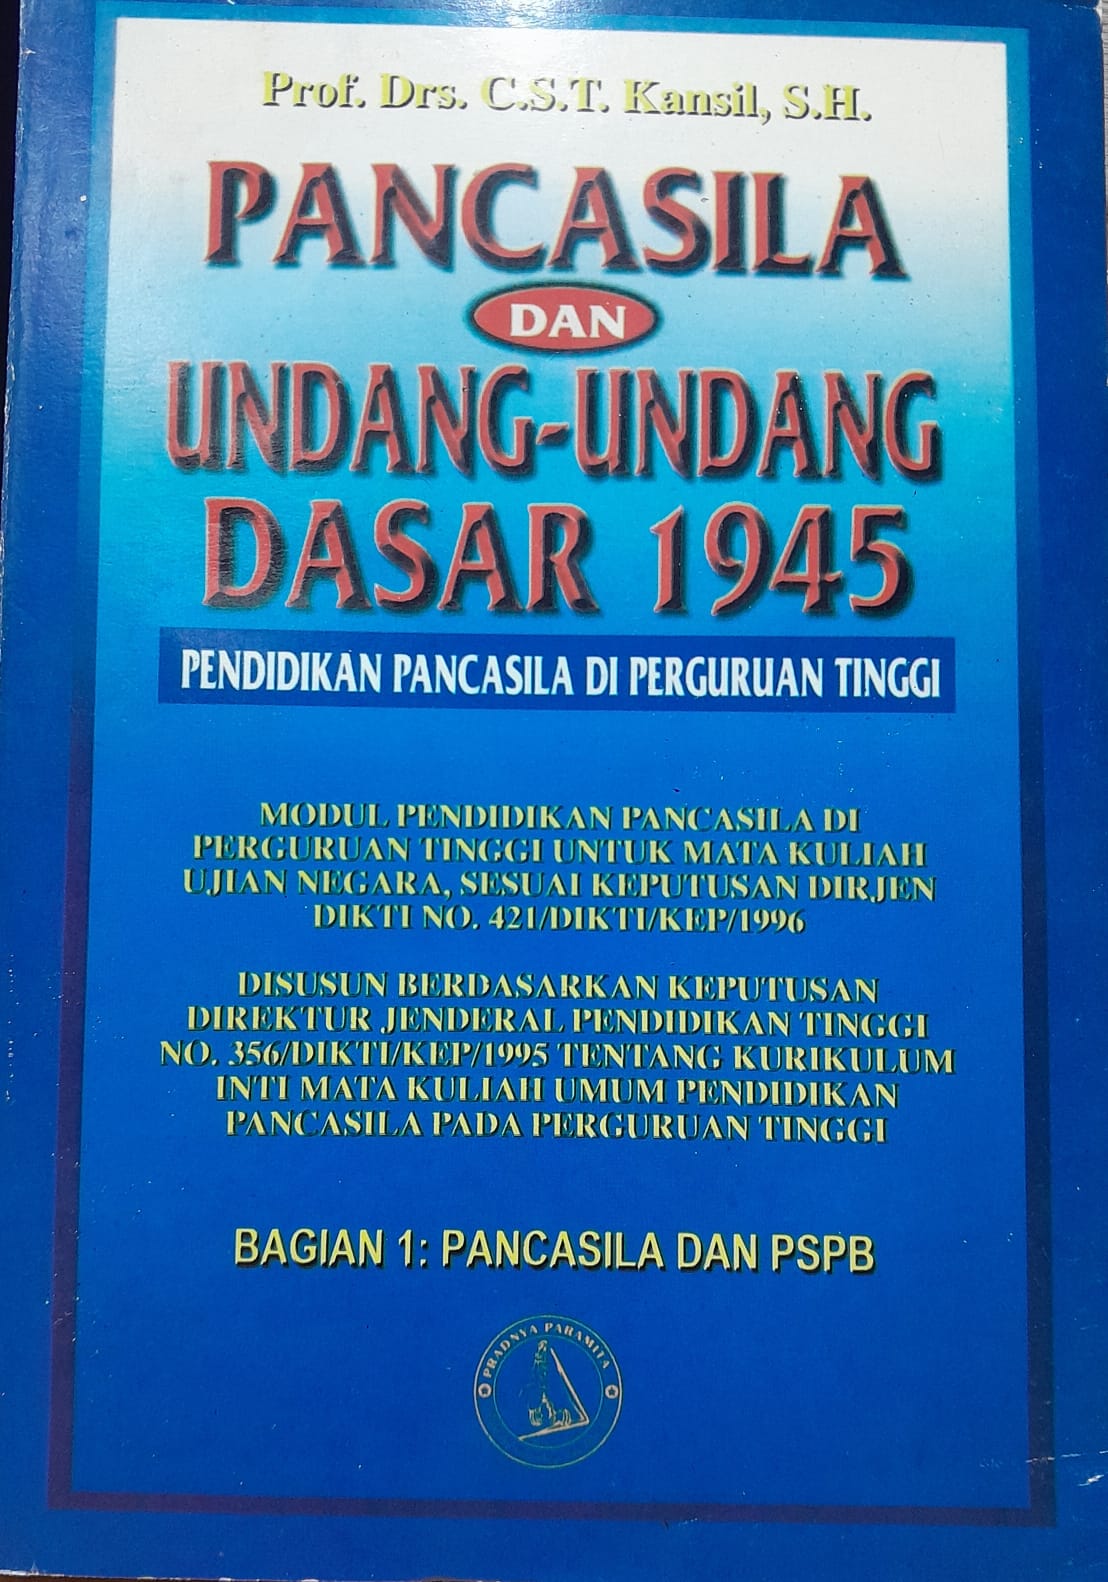 Prof. Drs. C.S.T. Kansil, S.H.
PANCASILA
DAN
UNDANG-UNDANG
DASAR 1945
PENDIDIKAN PANCASILA DI PERGURUAN TINGGI
MODUL PENDIDIKAN PANCASILA DI
PERGURUAN TINGGI UNTUK MATA KULIAH
UJIAN NEGARA, SESUAI KEPUTUSAN DIRJEN
DIKTI NO. 421/DIKTI/KEP/1996
DISUSUN BERDASARKAN KEPUTUSAN
DIREKTUR JENDERAL PENDIDIKAN TINGGI
NO. 356/DIKTI/KEP/1995 TENTANG KURIKULUM
INTI MATA KULIAH UMUM PENDIDIKAN
PANCASILA PADA PERGURUAN TINGGI
BAGIAN 1: PANCASILA DAN PSPB
PRADNYA PARAMITA